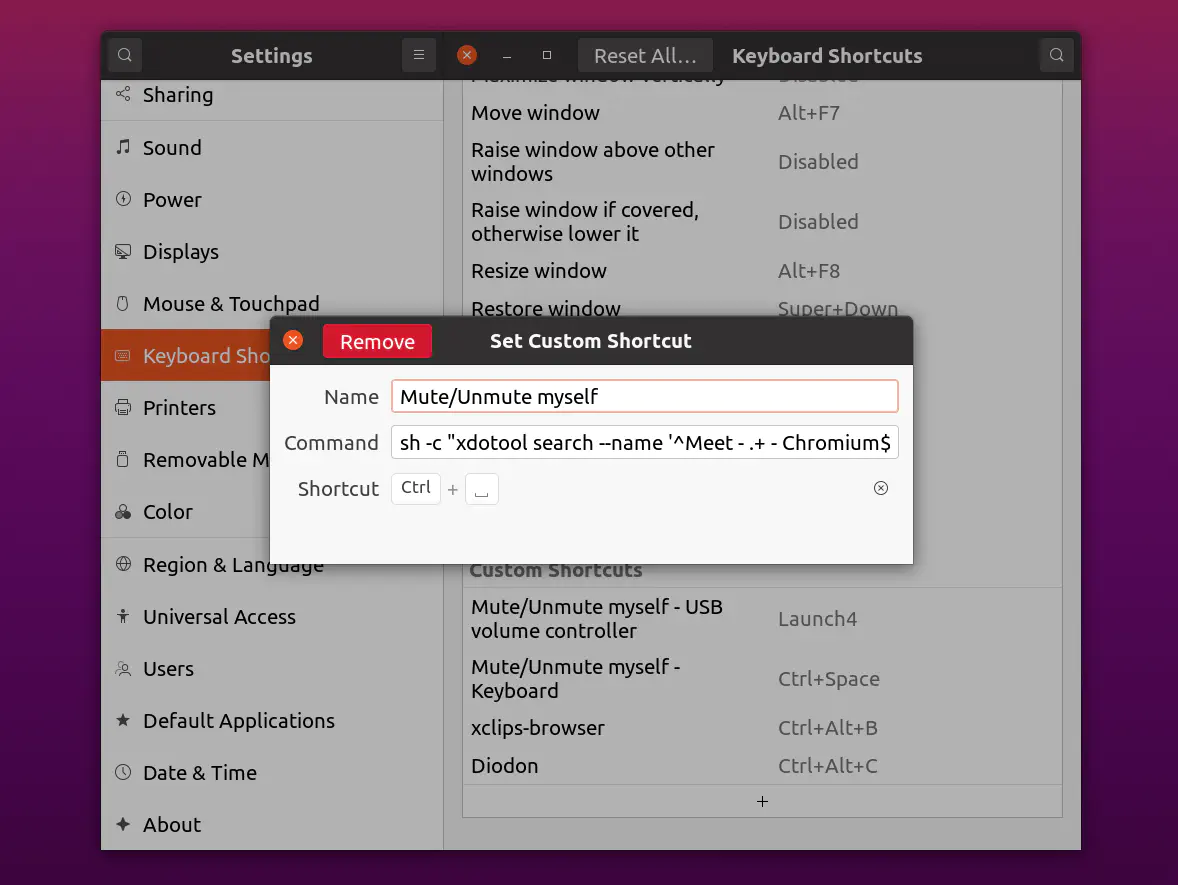 Settings
Reset All...
Keyboard Shortcuts
Sharing
Sound
Power
Displays
Mouse & Touchpad
Keyboard Sho
Printers
Removable M
Color
Region & Language
Universal Access
Users
Default Applications
Date & Time
About
Maximize window vertically
Disabled
Move window
Alt+F7
Raise window above other
windows
Disabled
Raise window if covered,
otherwise lower it
Disabled
Resize window
Alt+F8
Restore window
Super+Down
Remove
Set Custom Shortcut
Name
Mute/Unmute myself
Command
sh -c "xdotool search --name '^Meet - .+ - Chromium$
Shortcut
Ctrl + ⎵
Custom Shortcuts
Mute/Unmute myself - USB
volume controller
Launch4
Mute/Unmute myself -
Keyboard
Ctrl+Space
xclips-browser
Ctrl+Alt+B
Diodon
Ctrl+Alt+C
+